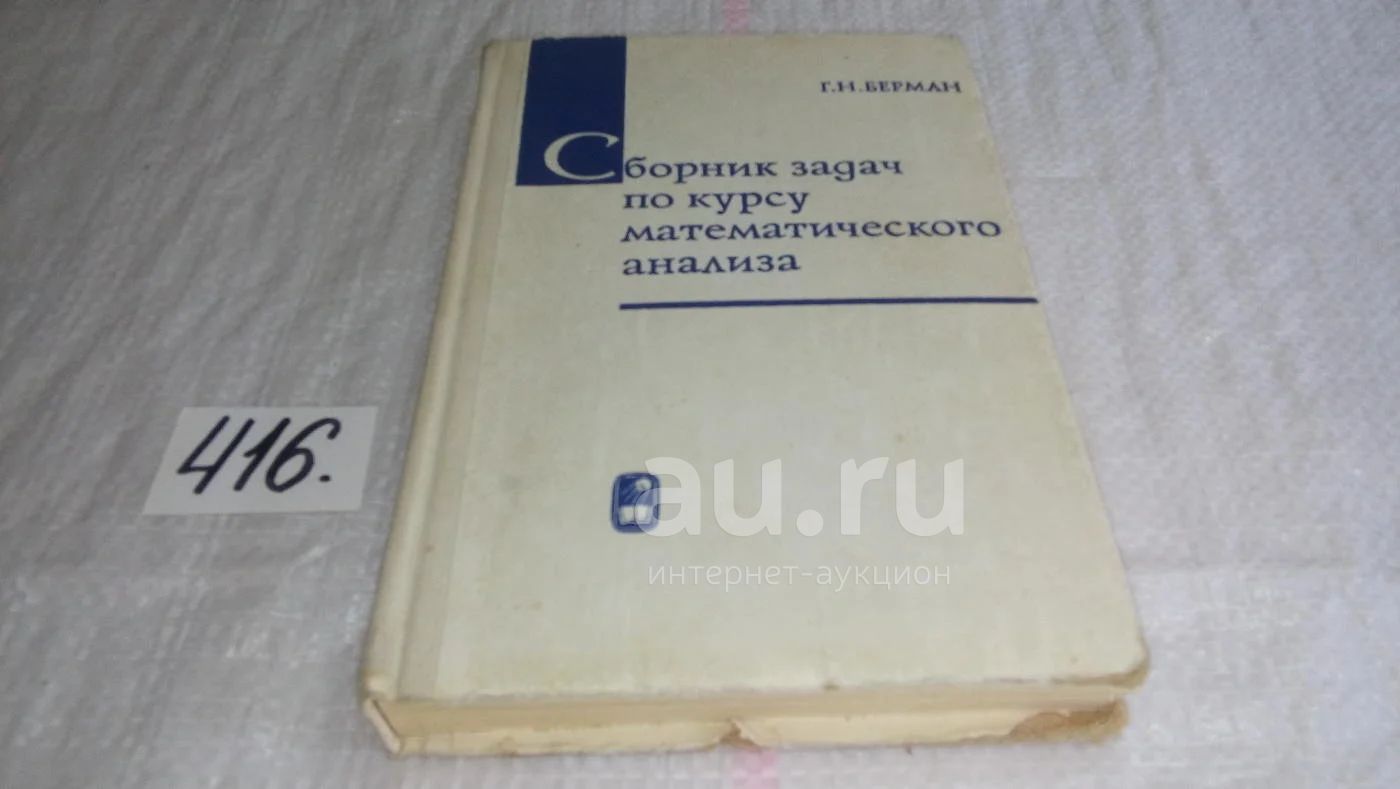 Г.Н.БЕРМАН
Сборник задач
по курсу
математического
анализа
416.
au.ru
интернет-аукцион